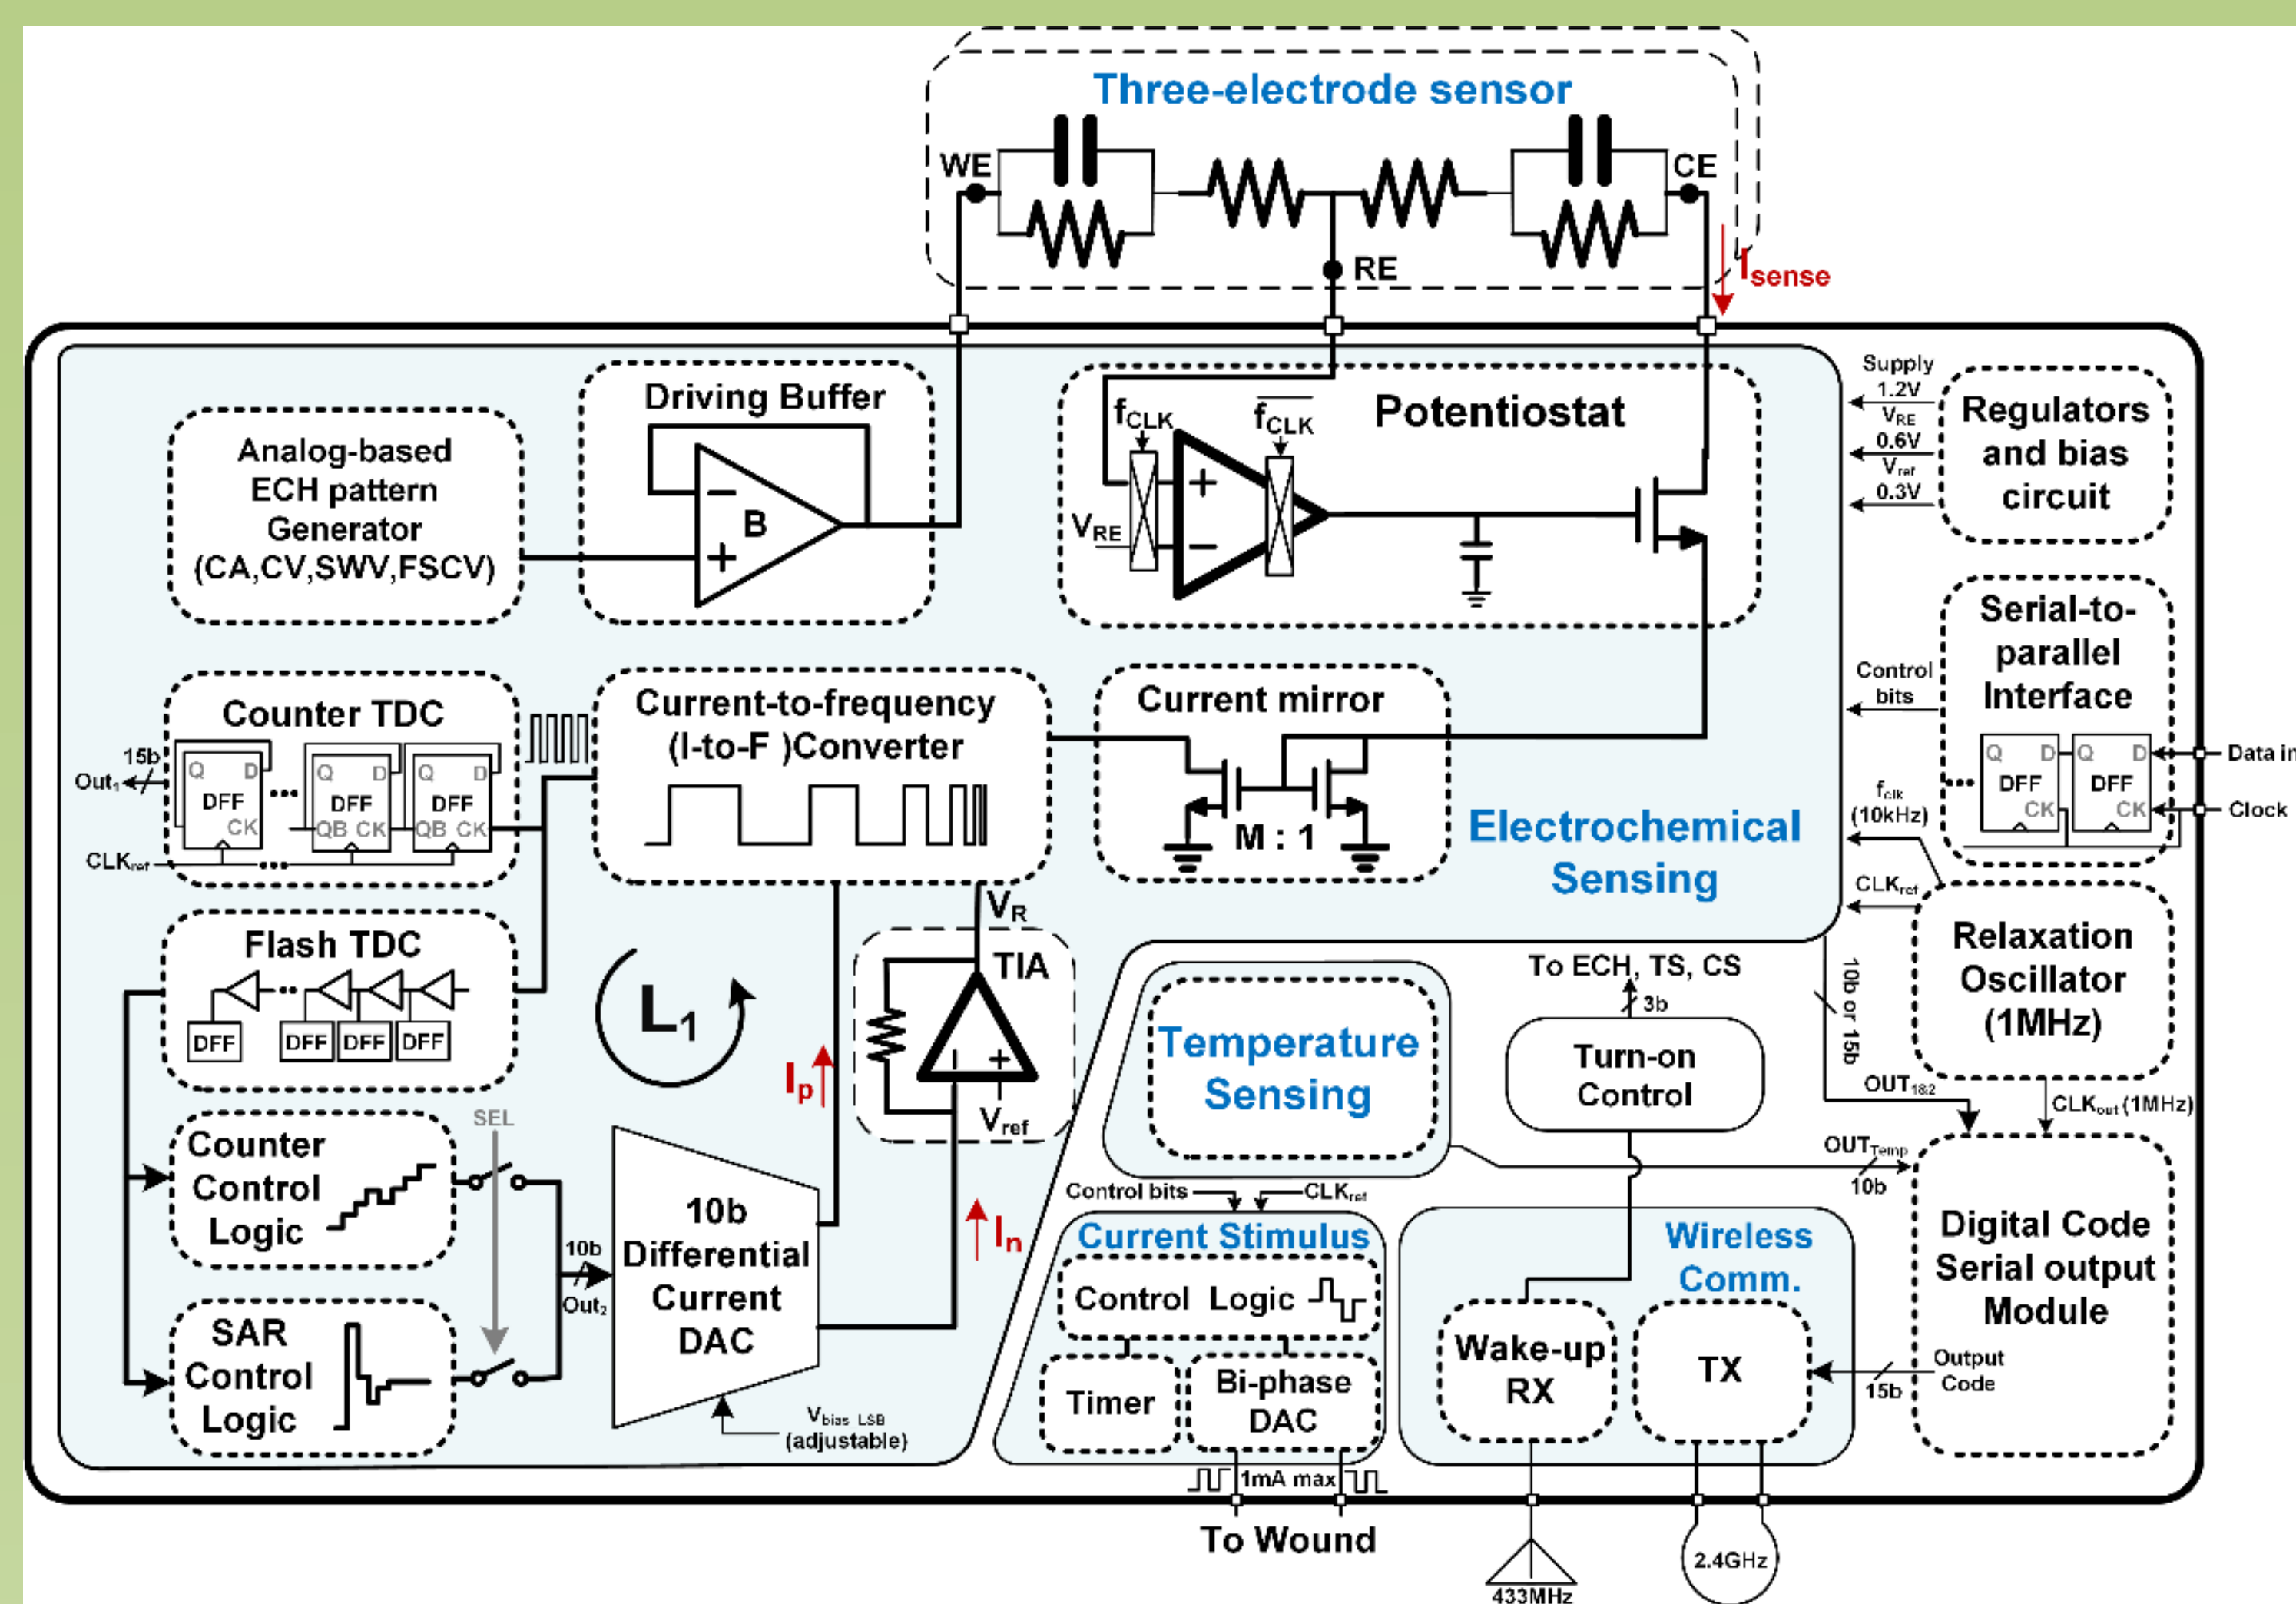 Three-electrode sensor
WE
CE
RE
Isense
Driving Buffer
B
Analog-based
ECH pattern
Generator
(CA,CV,SWV,FSCV)
Potentiostat
fCLK
fCLK
VRE
Supply
1.2V
VRE
0.6V
Vref
0.3V
Regulators
and bias
circuit
Serial-to-
parallel
Interface
Q D Q D
DFF DFF
CK CK
Data in
Clock
Control
bits
fclk
(10kHz)
CLKref
Relaxation
Oscillator
(1MHz)
Counter TDC
15b
Out1
Q D Q D Q D
DFF DFF DFF
CK QB CK QB CK
CLKref
Current-to-frequency
(I-to-F )Converter
Current mirror
M : 1
Electrochemical
Sensing
Flash TDC
DFF DFF DFF DFF
L1
VR
TIA
Vref
Ip
In
Counter
Control
Logic
SEL
SAR
Control
Logic
10b
Out2
10b
Differential
Current
DAC
Vbias_LSB
(adjustable)
Temperature
Sensing
To ECH, TS, CS
3b
Turn-on
Control
10b or 15b
OUT1&2
CLKout (1MHz)
OUTTemp
10b
Control bits
CLKref
Current Stimulus
Control Logic
Timer
Bi-phase
DAC
1mA max
To Wound
Wireless
Comm.
Wake-up
RX
TX
15b
Output
Code
Digital Code
Serial output
Module
433MHz
2.4GHz